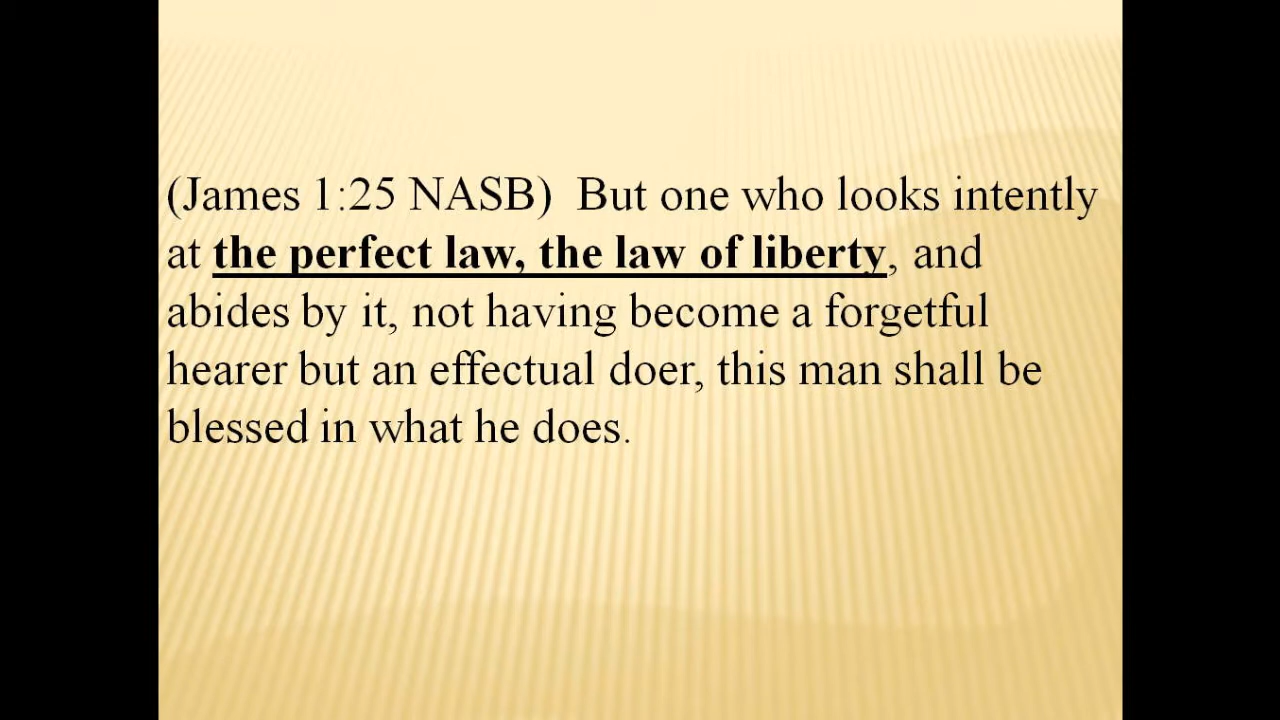 (James 1:25 NASB)  But one who looks intently
at the perfect law, the law of liberty, and
abides by it, not having become a forgetful
hearer but an effectual doer, this man shall be
blessed in what he does.